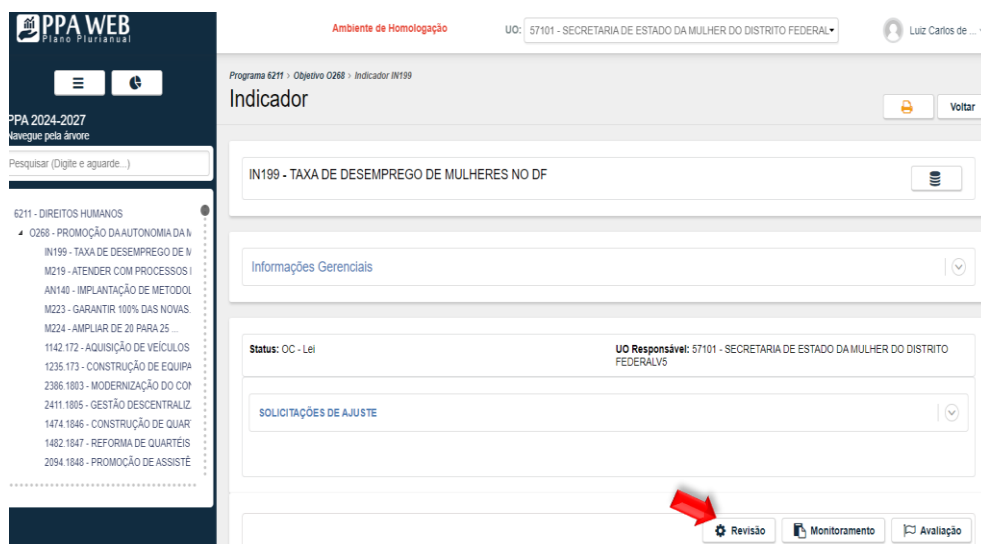 PPA WEB
Plano Plurianual
Ambiente de Homologação
UO: 57101 - SECRETARIA DE ESTADO DA MULHER DO DISTRITO FEDERAL
Luiz Carlos de ...
PPA 2024-2027
Navegue pela árvore
Pesquisar (Digite e aguarde...)
6211 - DIREITOS HUMANOS
O268 - PROMOÇÃO DA AUTONOMIA DA M
IN199 - TAXA DE DESEMPREGO DE M
M219 - ATENDER COM PROCESSOS I
AN140 - IMPLANTAÇÃO DE METODOL
M223 - GARANTIR 100% DAS NOVAS.
M224 - AMPLIAR DE 20 PARA 25 ...
1142.172 - AQUISIÇÃO DE VEÍCULOS
1235.173 - CONSTRUÇÃO DE EQUIPA
2386.1803 - MODERNIZAÇÃO DO CON
2411.1805 - GESTÃO DESCENTRALIZ.
1474.1846 - CONSTRUÇÃO DE QUAR
1482.1847 - REFORMA DE QUARTÉIS
2094.1848 - PROMOÇÃO DE ASSISTÊ
Programa 6211 > Objetivo O268 > Indicador IN199
Indicador
Voltar
IN199 - TAXA DE DESEMPREGO DE MULHERES NO DF
Informações Gerenciais
Status: OC - Lei
UO Responsável: 57101 - SECRETARIA DE ESTADO DA MULHER DO DISTRITO
FEDERALV5
SOLICITAÇÕES DE AJUSTE
Revisão
Monitoramento
Avaliação